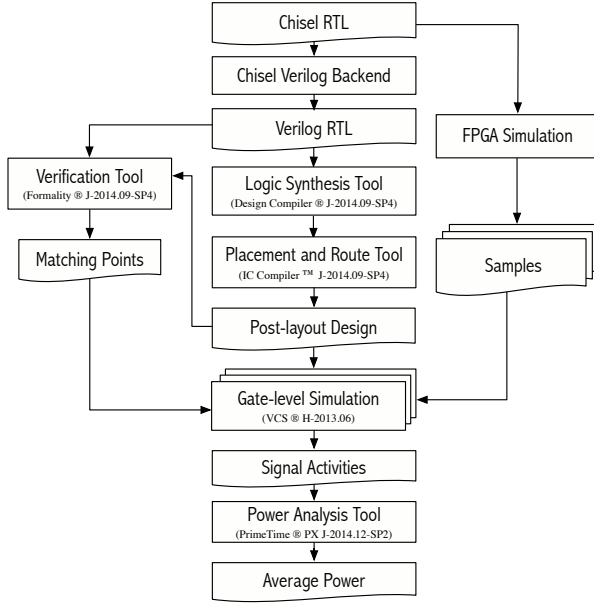 Chisel RTL
Chisel Verilog Backend
Verilog RTL
FPGA Simulation
Verification Tool
(Formality ® J-2014.09-SP4)
Logic Synthesis Tool
(Design Compiler ® J-2014.09-SP4)
Matching Points
Placement and Route Tool
(IC Compiler ™ J-2014.09-SP4)
Samples
Post-layout Design
Gate-level Simulation
(VCS ® H-2013.06)
Signal Activities
Power Analysis Tool
(PrimeTime ® PX J-2014.12-SP2)
Average Power